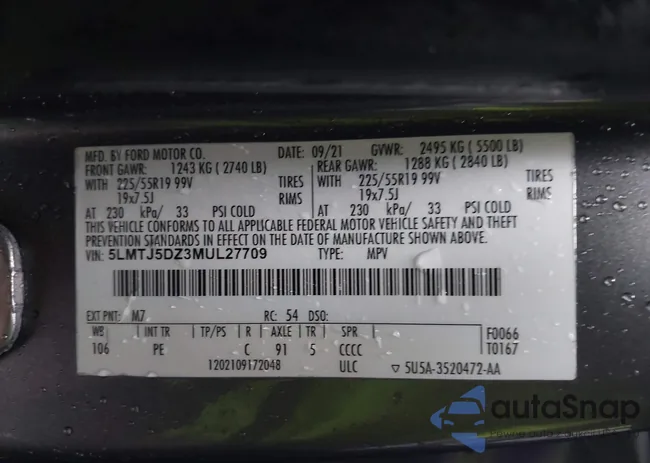 MFD. BY FORD MOTOR CO. DATE: 09/21 GVWR: 2495 KG ( 5500 LB)
FRONT GAWR: 1243 KG ( 2740 LB) REAR GAWR: 1288 KG ( 2840 LB)
WITH 225/55R19 99V TIRES WITH 225/55R19 99V TIRES
19x7.5J RIMS 19x7.5J RIMS
AT 230 kPa/ 33 PSI COLD AT 230 kPa/ 33 PSI COLD
THIS VEHICLE CONFORMS TO ALL APPLICABLE FEDERAL MOTOR VEHICLE SAFETY AND THEFT
PREVENTION STANDARDS IN EFFECT ON THE DATE OF MANUFACTURE SHOWN ABOVE.
VIN: 5LMTJ5DZ3MUL27709 TYPE: MPV
EXT PNT: M7 RC: 54 DSO:
WB INT TR TP/PS R AXLE TR SPR F0066
106 PE C 91 5 CCCC T0167
1202109172048 ULC ▽ 5U5A-3520472-AA
autoSnap